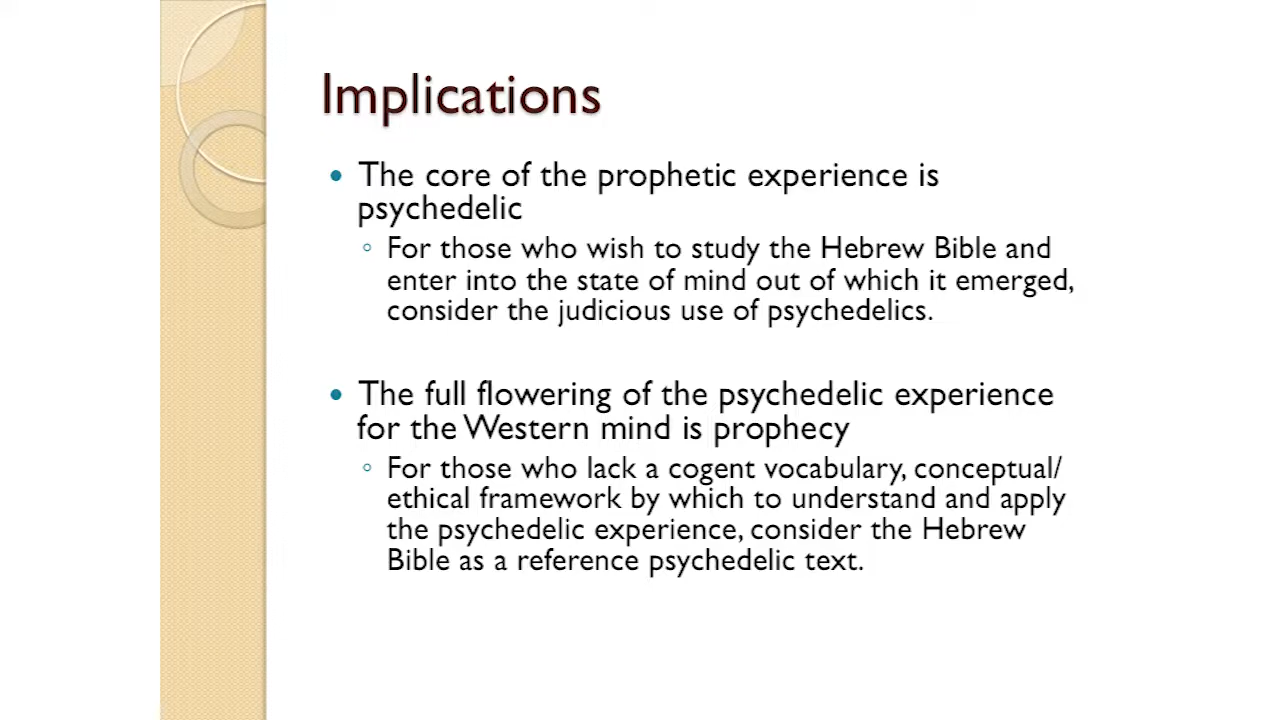 Implications
• The core of the prophetic experience is
psychedelic
◦ For those who wish to study the Hebrew Bible and
enter into the state of mind out of which it emerged,
consider the judicious use of psychedelics.
• The full flowering of the psychedelic experience
for the Western mind is prophecy
◦ For those who lack a cogent vocabulary, conceptual/
ethical framework by which to understand and apply
the psychedelic experience, consider the Hebrew
Bible as a reference psychedelic text.